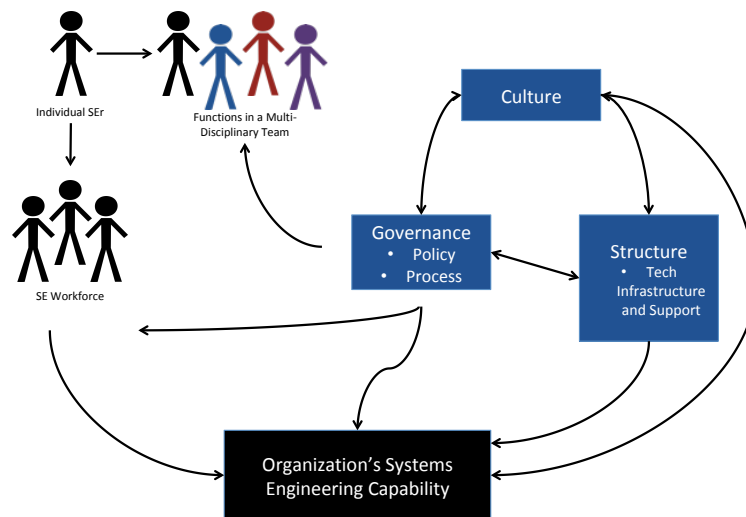 Individual SEr
Functions in a Multi-
Disciplinary Team
Culture
SE Workforce
Governance
• Policy
• Process
Structure
• Tech
Infrastructure
and Support
Organization’s Systems
Engineering Capability